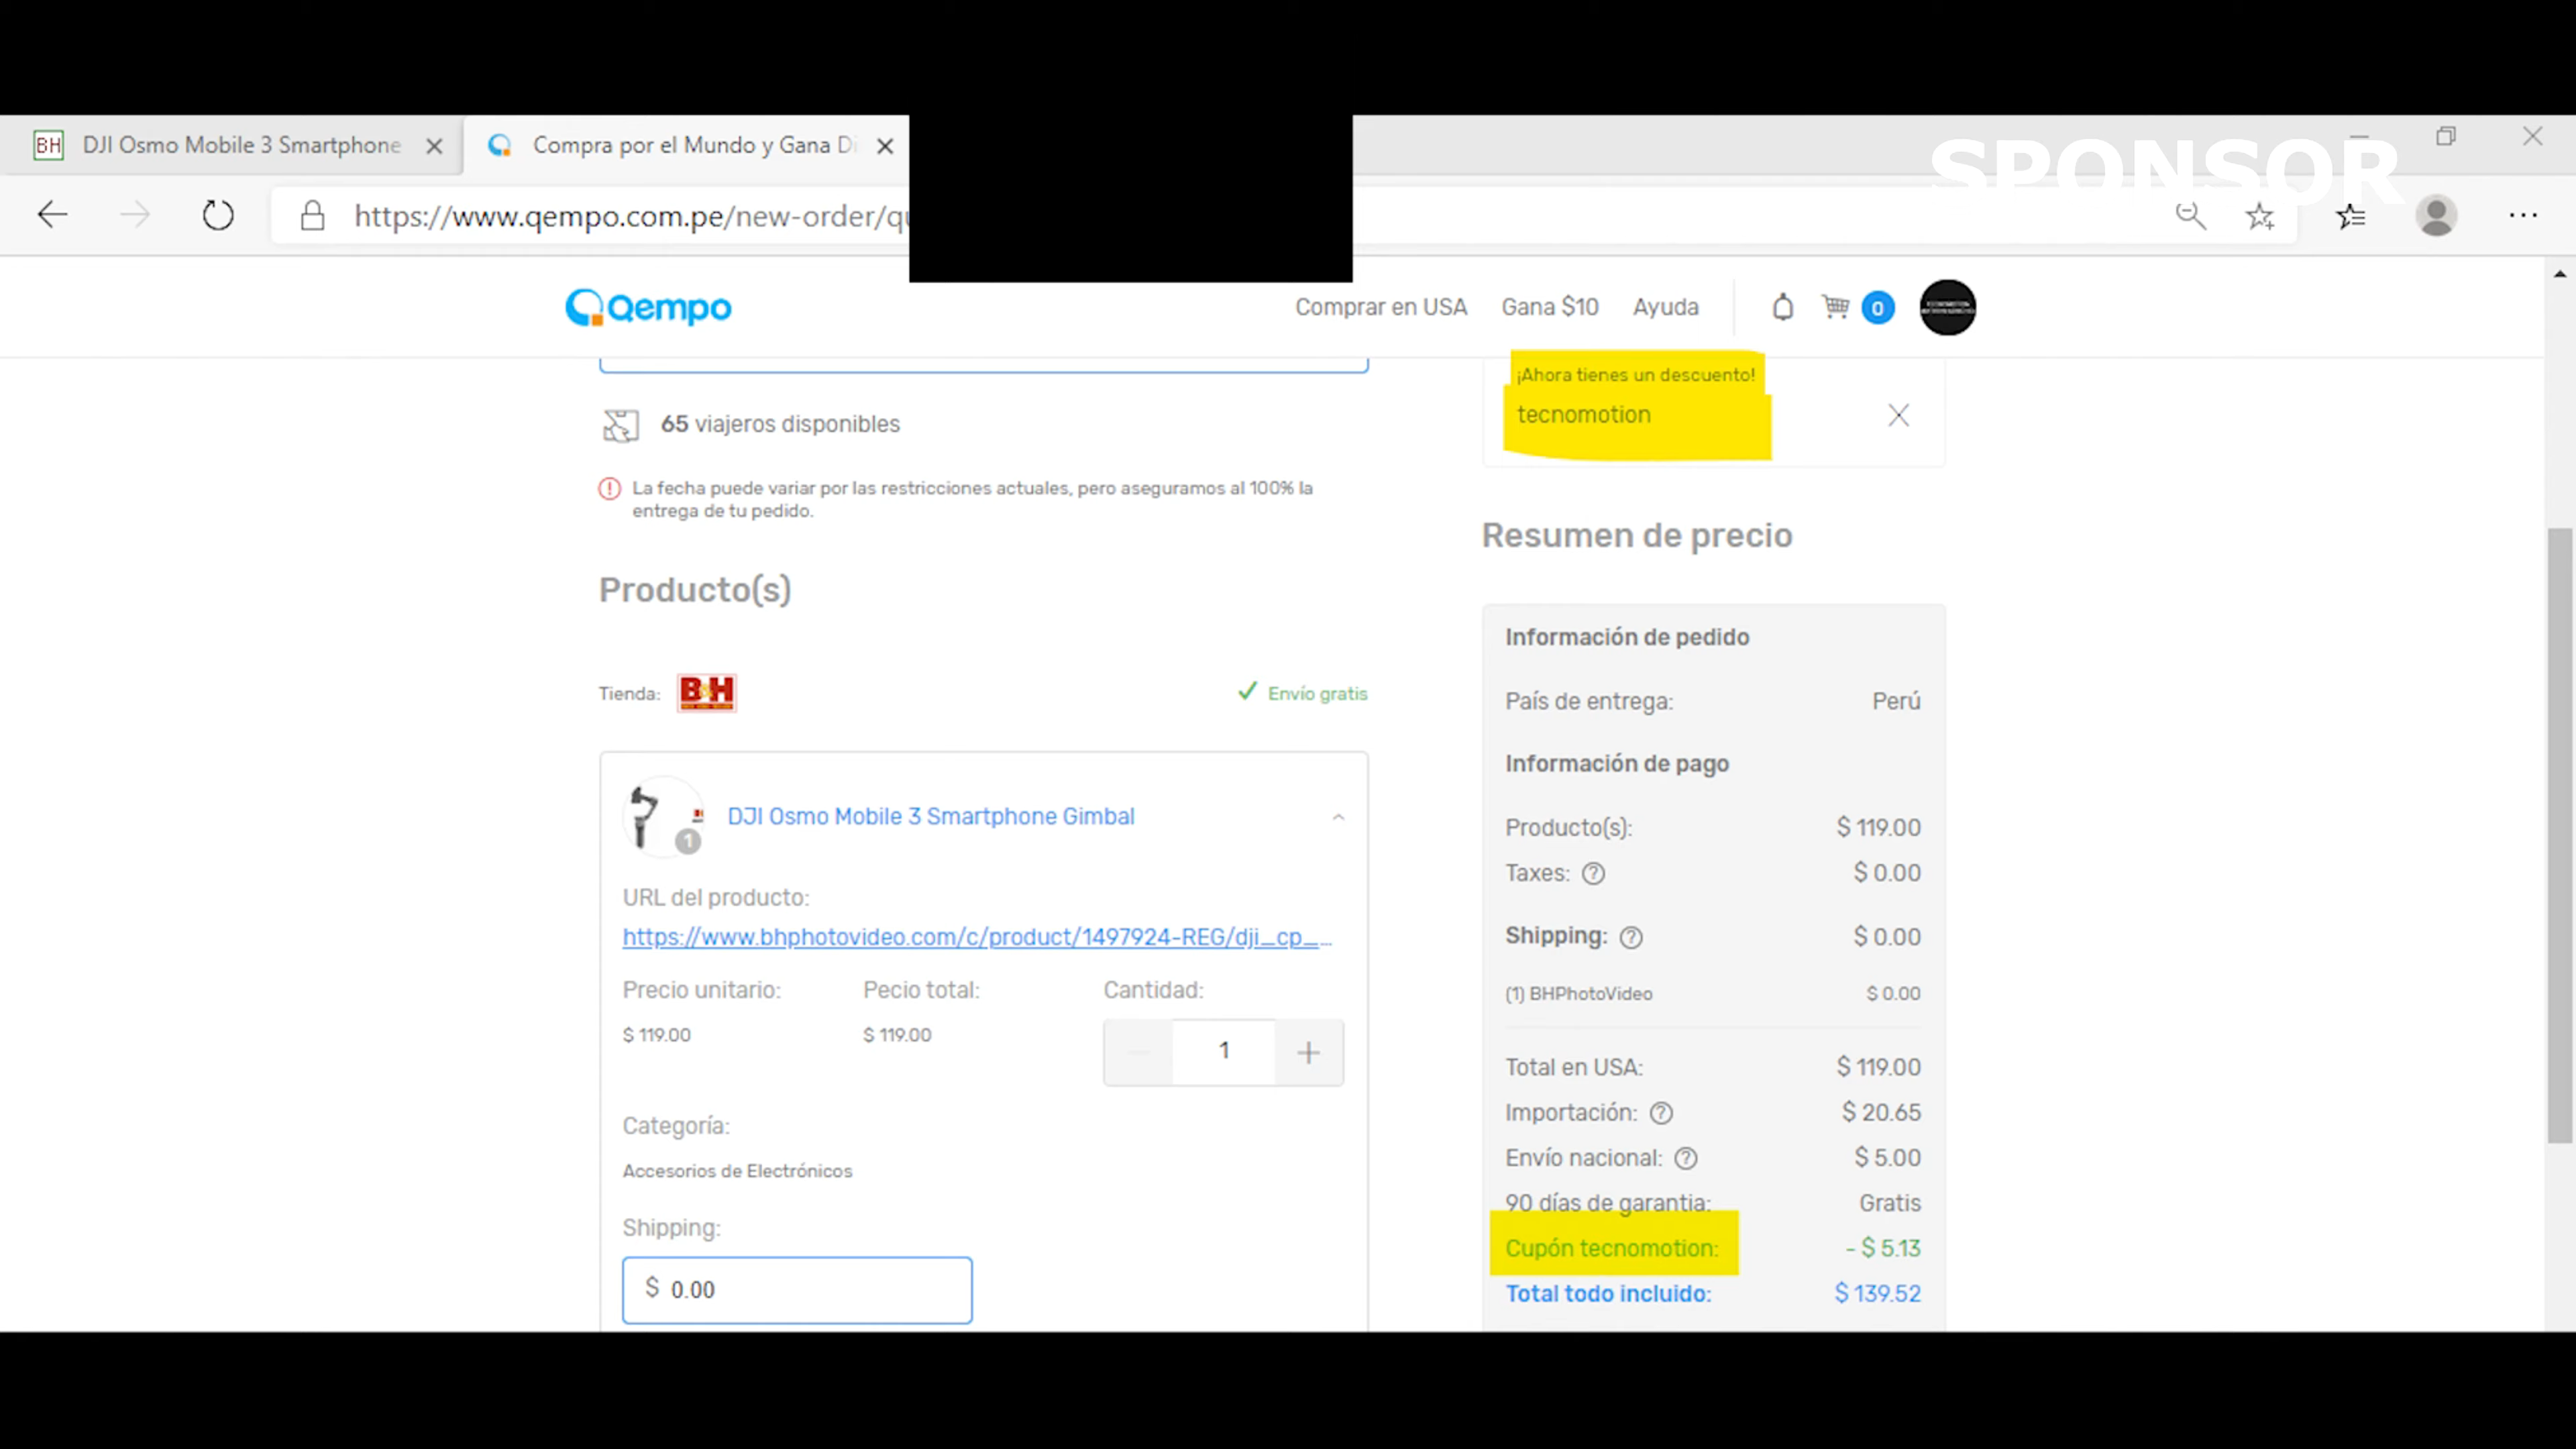 SPONSOR
BH DJI Osmo Mobile 3 Smartphone
Compra por el Mundo y Gana Di
https://www.qempo.com.pe/new-order/qu
Qempo
Comprar en USA Gana $10 Ayuda 0
¡Ahora tienes un descuento!
tecnomotion
65 viajeros disponibles
La fecha puede variar por las restricciones actuales, pero aseguramos al 100% la
entrega de tu pedido.
Producto(s)
Tienda: B&H
Envío gratis
DJI Osmo Mobile 3 Smartphone Gimbal
1
URL del producto:
https://www.bhphotovideo.com/c/product/1497924-REG/dji_cp_...
Precio unitario: Pecio total: Cantidad:
$ 119.00 $ 119.00 1
Categoría:
Accesorios de Electrónicos
Shipping:
$ 0.00
Resumen de precio
Información de pedido
País de entrega: Perú
Información de pago
Producto(s): $ 119.00
Taxes: $ 0.00
Shipping: $ 0.00
(1) BHPhotoVideo $ 0.00
Total en USA: $ 119.00
Importación: $ 20.65
Envío nacional: $ 5.00
90 días de garantia: Gratis
Cupón tecnomotion: - $ 5.13
Total todo incluido: $ 139.52